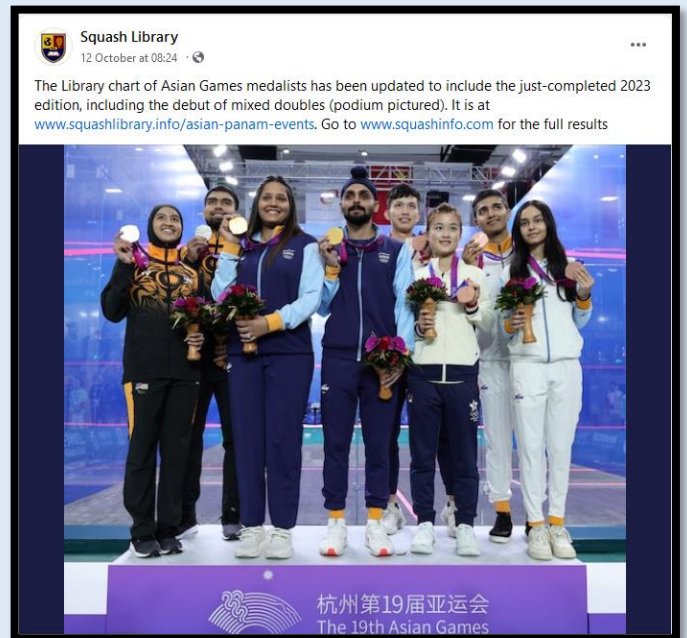 Squash Library
12 October at 08:24 ·
The Library chart of Asian Games medalists has been updated to include the just-completed 2023
edition, including the debut of mixed doubles (podium pictured). It is at
www.squashlibrary.info/asian-panam-events. Go to www.squashinfo.com for the full results
杭州第19届亚运会
The 19th Asian Games